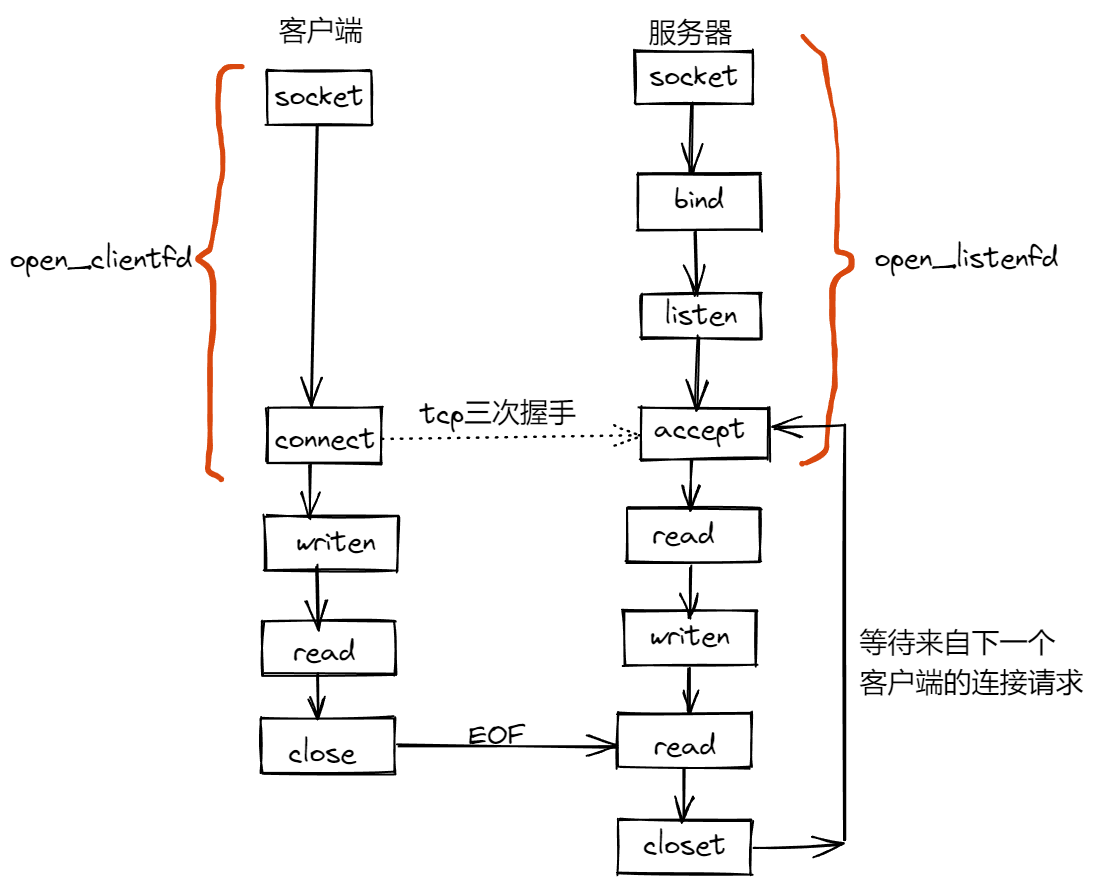 客户端
服务器
socket
socket
bind
open_clientfd
open_listenfd
listen
tcp三次握手
connect
accept
writen
read
read
writen
等待来自下一个
客户端的连接请求
close
EOF
read
closet